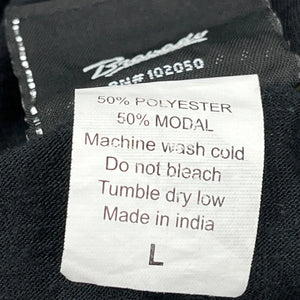 Bravado
RN# 102050
50% POLYESTER
50% MODAL
Machine wash cold
Do not bleach
Tumble dry low
Made in india
L